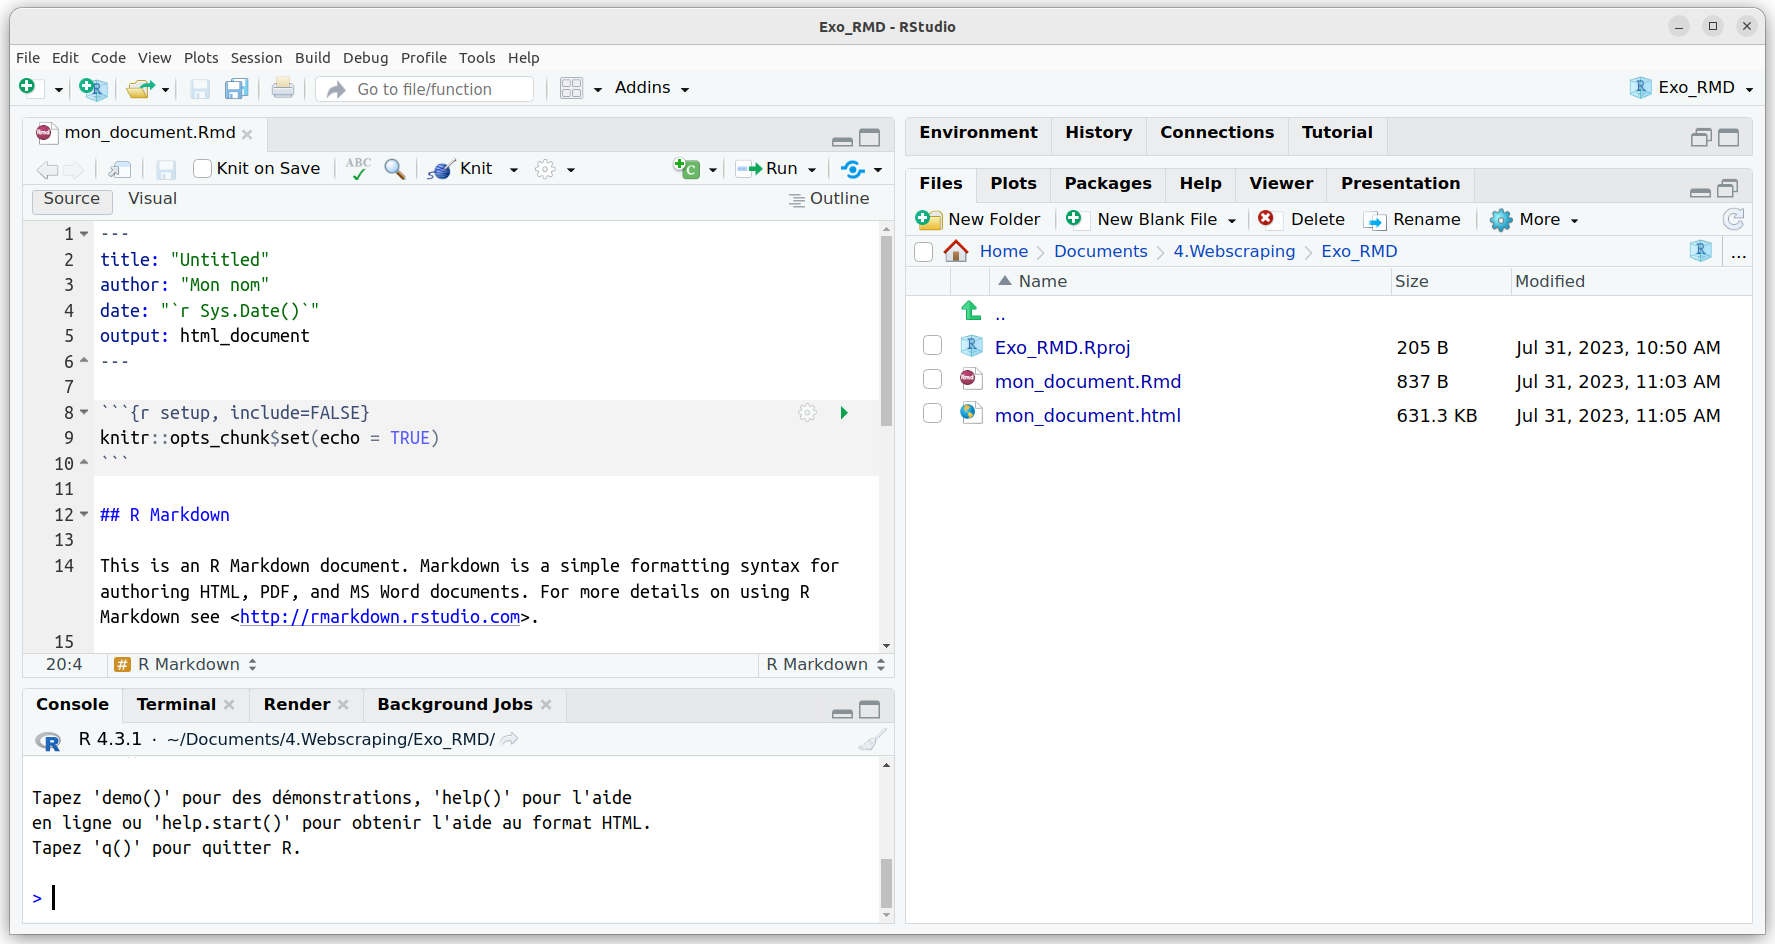 Exo_RMD - RStudio
File Edit Code View Plots Session Build Debug Profile Tools Help
Go to file/function Addins Exo_RMD
mon_document.Rmd
Knit on Save ABC Knit Run
Source Visual Outline
1 ---
2 title: "Untitled"
3 author: "Mon nom"
4 date: "`r Sys.Date()`"
5 output: html_document
6 ---
7
8 ```{r setup, include=FALSE}
9 knitr::opts_chunk$set(echo = TRUE)
10 ```
11
12 ## R Markdown
13
14 This is an R Markdown document. Markdown is a simple formatting syntax for
authoring HTML, PDF, and MS Word documents. For more details on using R
Markdown see <http://rmarkdown.rstudio.com>.
15
20:4 # R Markdown R Markdown
Console Terminal Render Background Jobs
R 4.3.1 · ~/Documents/4.Webscraping/Exo_RMD/
Tapez 'demo()' pour des démonstrations, 'help()' pour l'aide
en ligne ou 'help.start()' pour obtenir l'aide au format HTML.
Tapez 'q()' pour quitter R.
>
Environment History Connections Tutorial
Files Plots Packages Help Viewer Presentation
New Folder New Blank File Delete Rename More
Home Documents 4.Webscraping Exo_RMD ...
Name Size Modified
..
Exo_RMD.Rproj 205 B Jul 31, 2023, 10:50 AM
mon_document.Rmd 837 B Jul 31, 2023, 11:03 AM
mon_document.html 631.3 KB Jul 31, 2023, 11:05 AM